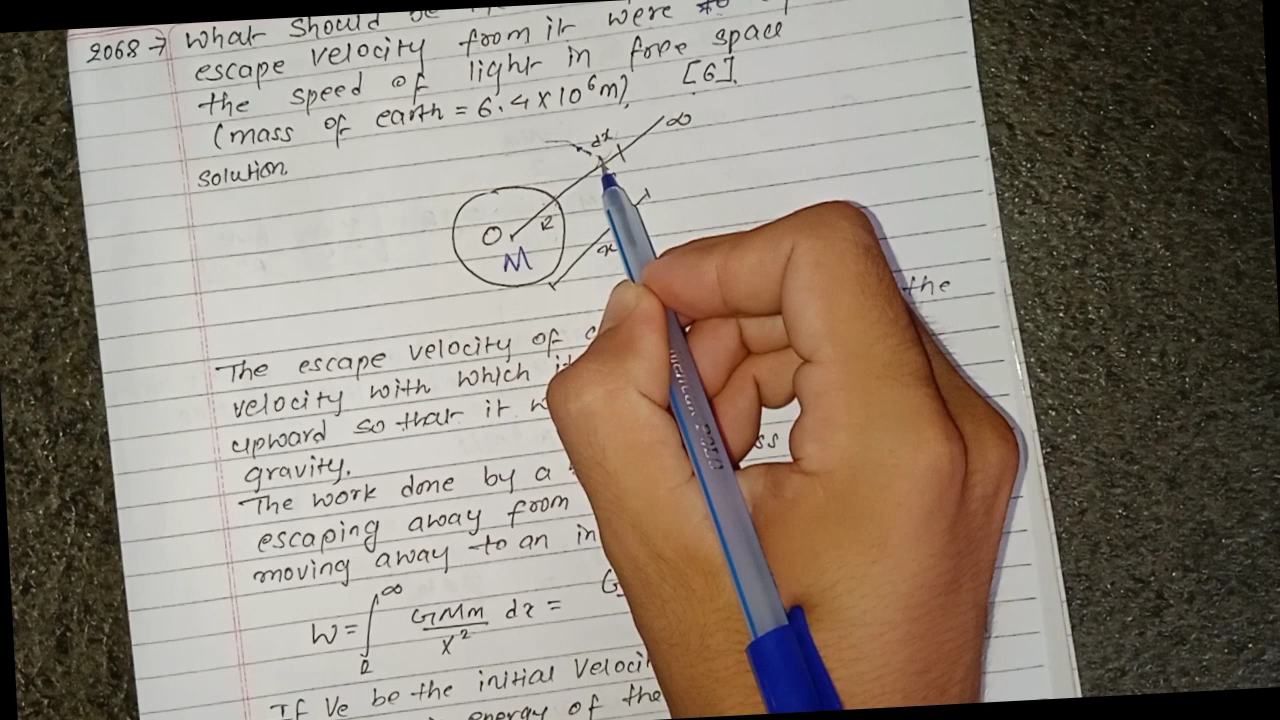 2068 → What should be
escape velocity from it were to
the speed of light in free space
(mass of earth = 6.4 x 10⁶m) [6].
solution
dx
∞
O
R
M
x
The escape velocity of
the
velocity with which
upward so that it
gravity.
The work done by a
escaping away from
moving away to an in
W = ∫ R ∞ GMm/x² dx = G
If Ve be the initial Veloci
energy of the